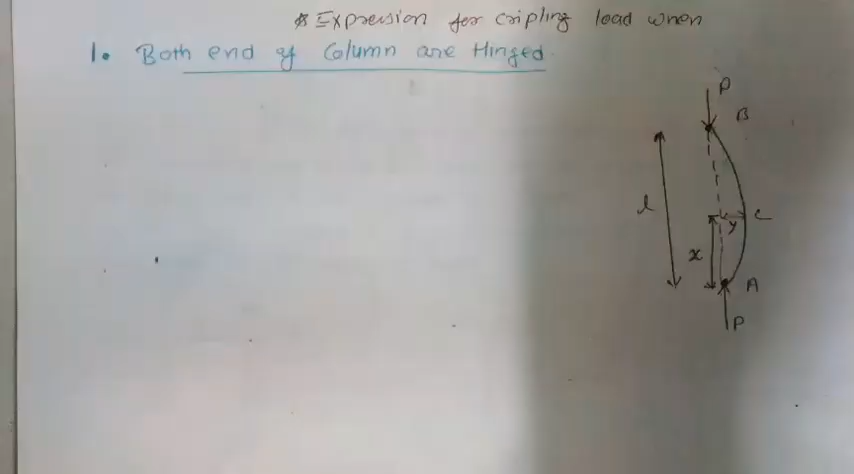 Expression for cripling load when
1. Both end of Column are Hinged
P
B
l
C
y
x
A
P